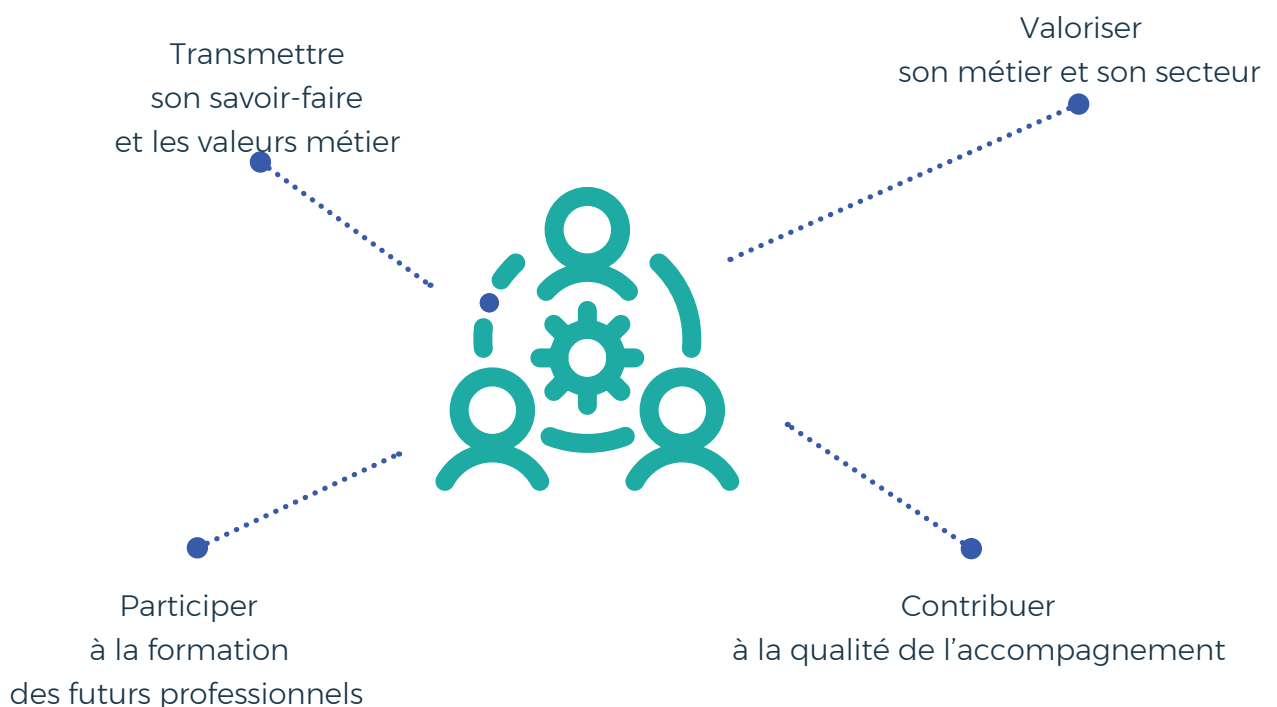 Transmettre
son savoir-faire
et les valeurs métier
Valoriser
son métier et son secteur
Participer
à la formation
des futurs professionnels
Contribuer
à la qualité de l’accompagnement